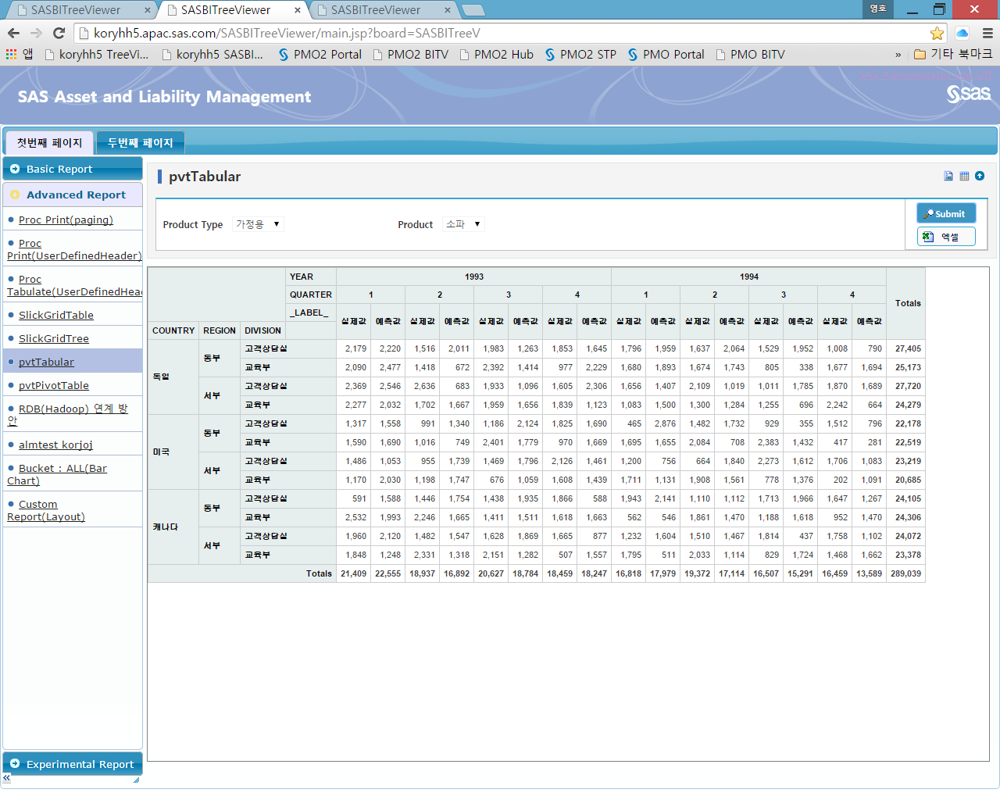 SASBITreeViewer
SASBITreeViewer
SASBITreeViewer
영호
koryhh5.apac.sas.com/SASBITreeViewer/main.jsp?board=SASBITreeV
앱 koryhh5 TreeVi... koryhh5 SASBI... PMO2 Portal PMO2 BITV PMO2 Hub PMO2 STP PMO Portal PMO BITV » 기타 북마크
SAS Asset and Liability Management
sas
첫번째 페이지 두번째 페이지
Basic Report
Advanced Report
Proc Print(paging)
Proc
Print(UserDefinedHeader)
Proc
Tabulate(UserDefinedHead
SlickGridTable
SlickGridTree
pvtTabular
pvtPivotTable
RDB(Hadoop) 연계 방
안
almtest korjoj
Bucket : ALL(Bar
Chart)
Custom
Report(Layout)
Experimental Report
«
pvtTabular
Product Type 가정용 ▼ Product 소파 ▼ Submit
엑셀
YEAR 1993 1994 Totals
QUARTER 1 2 3 4 1 2 3 4
_LABEL_ 실제값 예측값 실제값 예측값 실제값 예측값 실제값 예측값 실제값 예측값 실제값 예측값 실제값 예측값 실제값 예측값
COUNTRY REGION DIVISION
독일 동부 고객상담실 2,179 2,220 1,516 2,011 1,983 1,263 1,853 1,645 1,796 1,959 1,637 2,064 1,529 1,952 1,008 790 27,405
교육부 2,090 2,477 1,418 672 2,392 1,414 977 2,229 1,680 1,893 1,674 1,743 805 338 1,677 1,694 25,173
서부 고객상담실 2,369 2,546 2,636 683 1,933 1,096 1,605 2,306 1,656 1,407 2,109 1,019 1,011 1,785 1,870 1,689 27,720
교육부 2,277 2,032 1,702 1,667 1,959 1,656 1,839 1,123 1,083 1,500 1,300 1,284 1,255 696 2,242 664 24,279
미국 동부 고객상담실 1,317 1,558 991 1,340 1,186 2,124 1,825 1,690 465 2,876 1,482 1,732 929 355 1,512 796 22,178
교육부 1,590 1,690 1,016 749 2,401 1,779 970 1,669 1,695 1,655 2,084 708 2,383 1,432 417 281 22,519
서부 고객상담실 1,486 1,053 955 1,739 1,469 1,796 2,126 1,461 1,200 756 664 1,840 2,273 1,612 1,706 1,083 23,219
교육부 1,170 2,030 1,198 1,747 676 1,059 1,608 1,439 1,711 1,131 1,908 1,561 778 1,376 202 1,091 20,685
캐나다 동부 고객상담실 591 1,588 1,446 1,754 1,438 1,935 1,866 588 1,943 2,141 1,110 1,112 1,713 1,966 1,647 1,267 24,105
교육부 2,532 1,993 2,246 1,665 1,411 1,511 1,618 1,663 562 546 1,861 1,470 1,188 1,618 952 1,470 24,306
서부 고객상담실 1,960 2,120 1,482 1,547 1,628 1,869 1,665 877 1,232 1,604 1,510 1,467 1,814 437 1,758 1,102 24,072
교육부 1,848 1,248 2,331 1,318 2,151 1,282 507 1,557 1,795 511 2,033 1,114 829 1,724 1,468 1,662 23,378
Totals 21,409 22,555 18,937 16,892 20,627 18,784 18,459 18,247 16,818 17,979 19,372 17,114 16,507 15,291 16,459 13,589 289,039